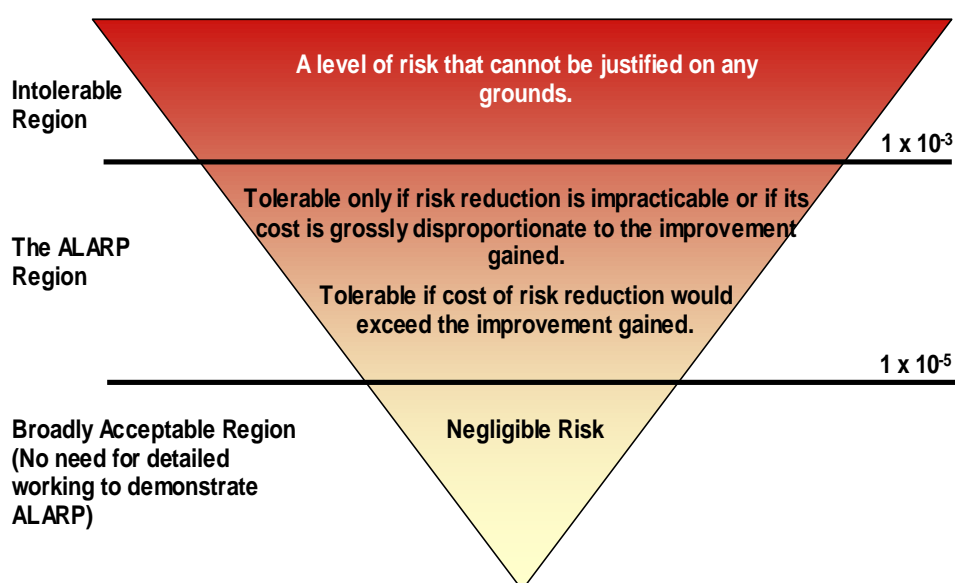 A level of risk that cannot be justified on any
grounds.
Intolerable
Region
1 x 10⁻³
Tolerable only if risk reduction is impracticable or if its
cost is grossly disproportionate to the improvement
gained.
The ALARP
Region
Tolerable if cost of risk reduction would
exceed the improvement gained.
1 x 10⁻⁵
Broadly Acceptable Region
(No need for detailed
working to demonstrate
ALARP)
Negligible Risk